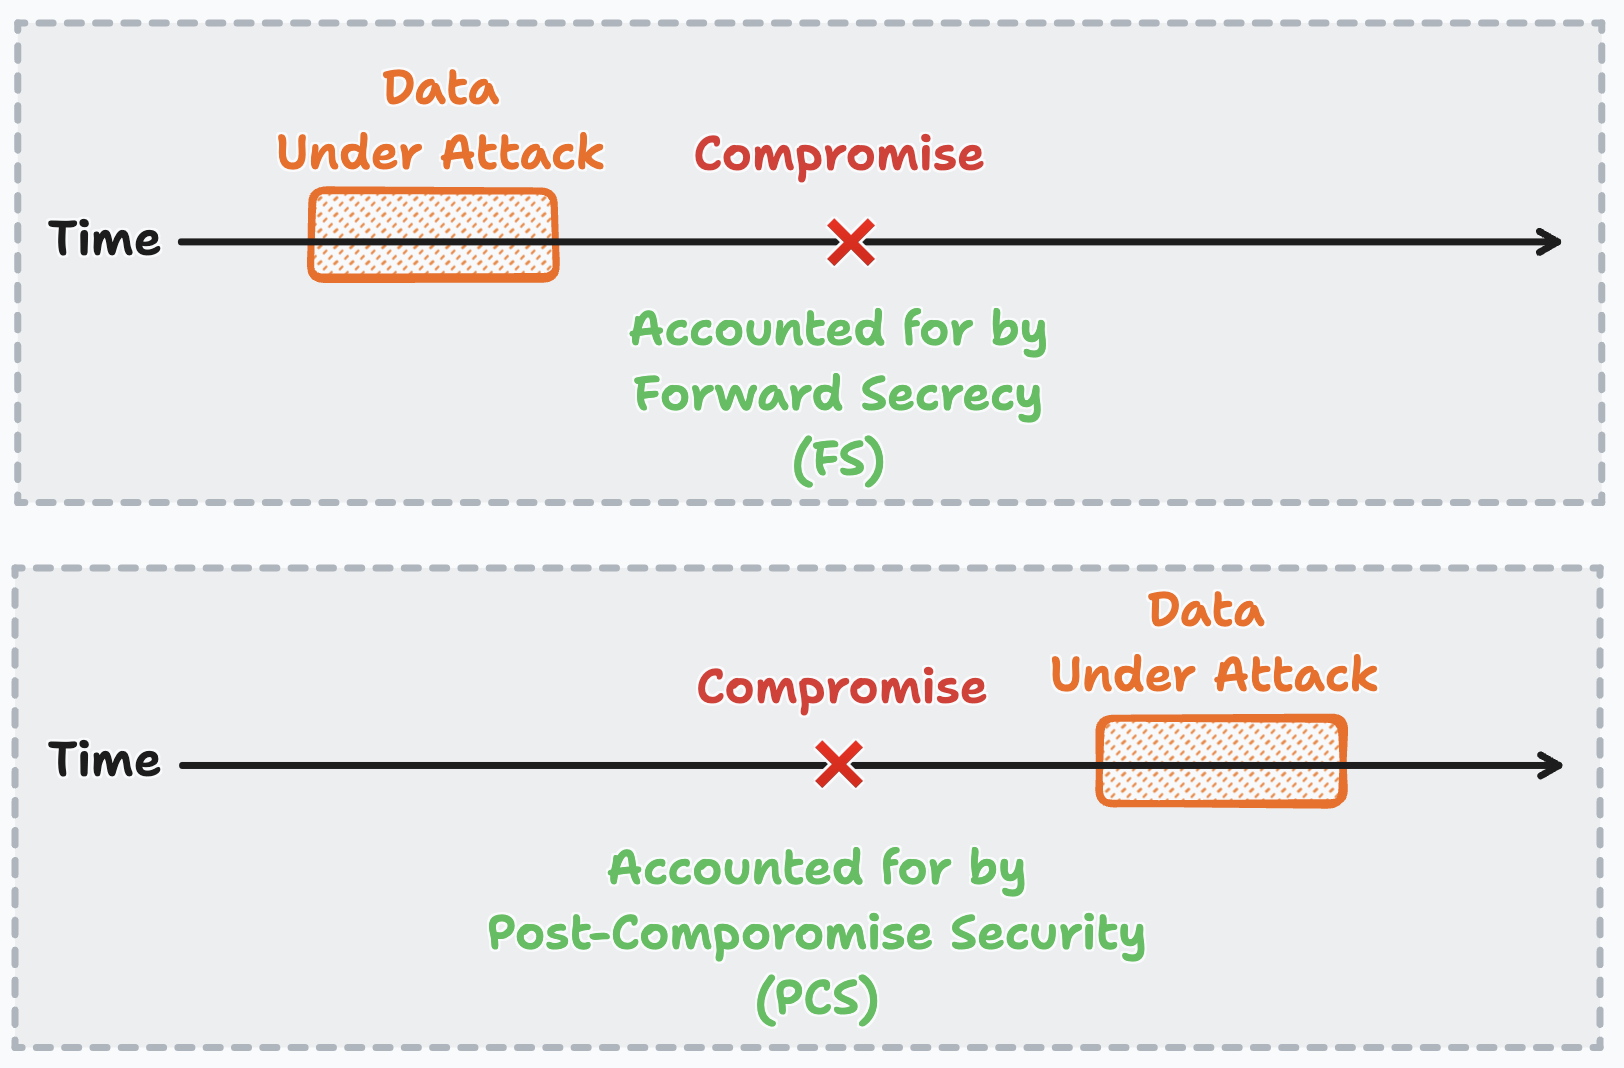 Data
Under Attack
Compromise
Time
Accounted for by
Forward Secrecy
(FS)
Data
Under Attack
Compromise
Time
Accounted for by
Post-Comporomise Security
(PCS)